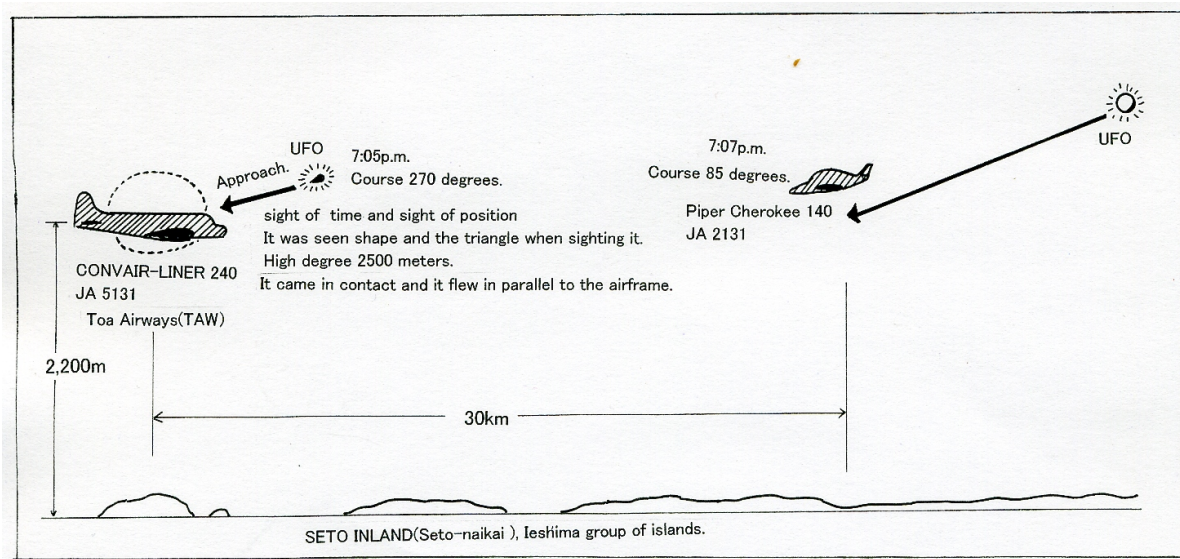 UFO
Approach.
7:05p.m.
Course 270 degrees.
sight of  time and sight of position
It was seen shape and the triangle when sighting it.
High degree 2500 meters.
It came in contact and it flew in parallel to the airframe.
CONVAIR-LINER 240
JA 5131
Toa Airways(TAW)
7:07p.m.
Course 85 degrees.
Piper Cherokee 140
JA 2131
UFO
2,200m
30km
SETO INLAND(Seto-naikai ), Ieshima group of islands.